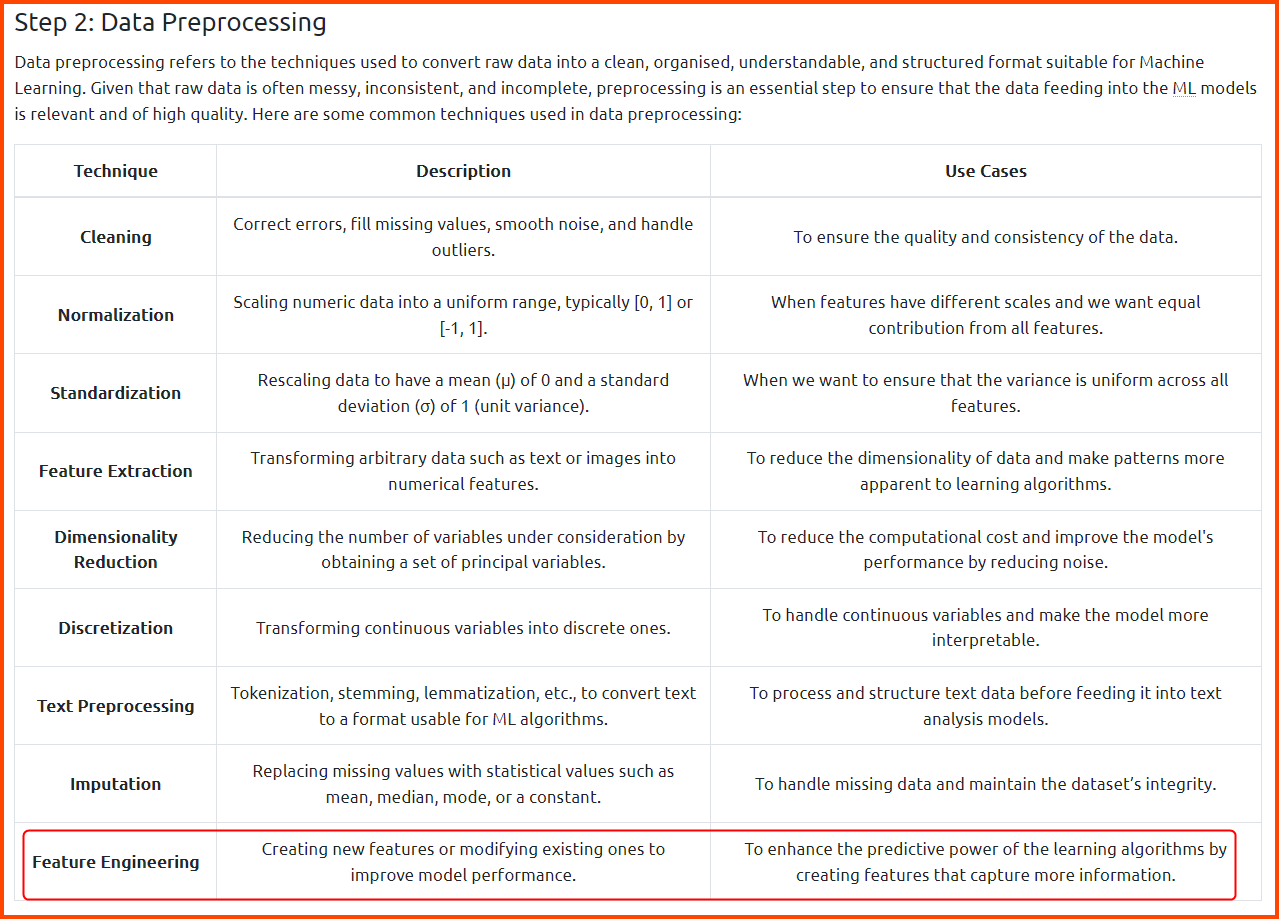 Step 2: Data Preprocessing
Data preprocessing refers to the techniques used to convert raw data into a clean, organised, understandable, and structured format suitable for Machine
Learning. Given that raw data is often messy, inconsistent, and incomplete, preprocessing is an essential step to ensure that the data feeding into the ML models
is relevant and of high quality. Here are some common techniques used in data preprocessing:
Technique
Description
Use Cases
Cleaning
Correct errors, fill missing values, smooth noise, and handle
outliers.
To ensure the quality and consistency of the data.
Normalization
Scaling numeric data into a uniform range, typically [0, 1] or
[-1, 1].
When features have different scales and we want equal
contribution from all features.
Standardization
Rescaling data to have a mean (μ) of 0 and a standard
deviation (σ) of 1 (unit variance).
When we want to ensure that the variance is uniform across all
features.
Feature Extraction
Transforming arbitrary data such as text or images into
numerical features.
To reduce the dimensionality of data and make patterns more
apparent to learning algorithms.
Dimensionality
Reduction
Reducing the number of variables under consideration by
obtaining a set of principal variables.
To reduce the computational cost and improve the model's
performance by reducing noise.
Discretization
Transforming continuous variables into discrete ones.
To handle continuous variables and make the model more
interpretable.
Text Preprocessing
Tokenization, stemming, lemmatization, etc., to convert text
to a format usable for ML algorithms.
To process and structure text data before feeding it into text
analysis models.
Imputation
Replacing missing values with statistical values such as
mean, median, mode, or a constant.
To handle missing data and maintain the dataset’s integrity.
Feature Engineering
Creating new features or modifying existing ones to
improve model performance.
To enhance the predictive power of the learning algorithms by
creating features that capture more information.